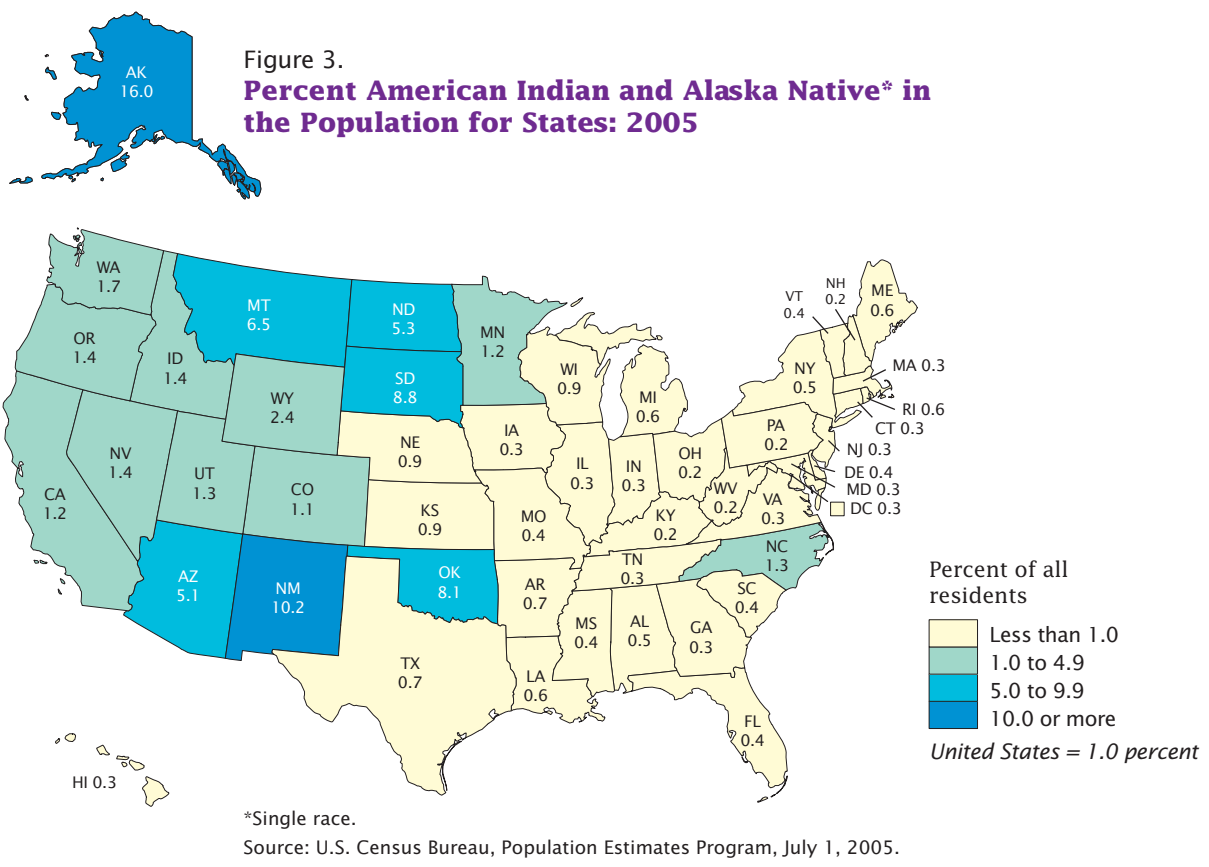 Figure 3.
Percent American Indian and Alaska Native* in
the Population for States: 2005
AK
16.0
WA
1.7
OR
1.4
ID
1.4
MT
6.5
ND
5.3
MN
1.2
SD
8.8
WY
2.4
NV
1.4
UT
1.3
CA
1.2
CO
1.1
NE
0.9
KS
0.9
IA
0.3
WI
0.9
MI
0.6
IL
0.3
IN
0.3
OH
0.2
PA
0.2
NY
0.5
VT
0.4
NH
0.2
ME
0.6
MA 0.3
RI 0.6
CT 0.3
NJ 0.3
DE 0.4
MD 0.3
DC 0.3
WV
0.2
VA
0.3
KY
0.2
MO
0.4
TN
0.3
NC
1.3
SC
0.4
AZ
5.1
NM
10.2
OK
8.1
AR
0.7
MS
0.4
AL
0.5
GA
0.3
TX
0.7
LA
0.6
FL
0.4
HI 0.3
Percent of all
residents
Less than 1.0
1.0 to 4.9
5.0 to 9.9
10.0 or more
United States = 1.0 percent
*Single race.
Source: U.S. Census Bureau, Population Estimates Program, July 1, 2005.